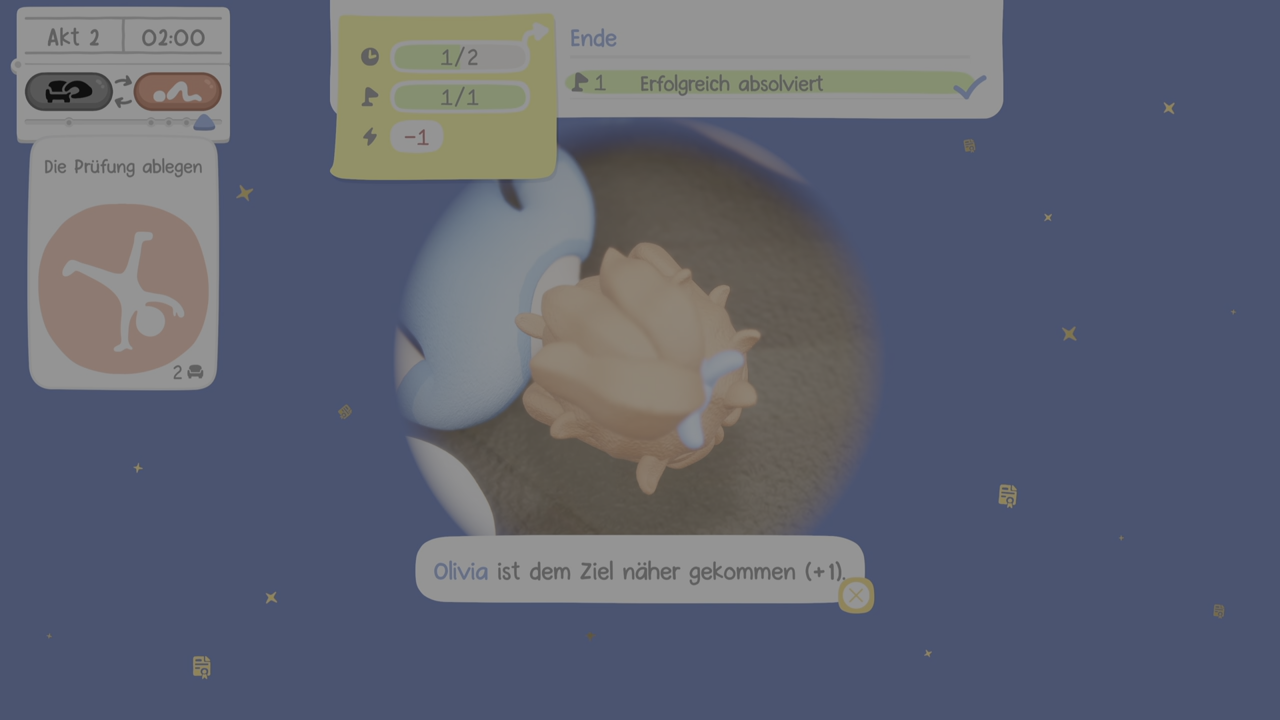 Akt 2
02:00
Die Prüfung ablegen
2
1/2
1/1
-1
Ende
1 Erfolgreich absolviert
Olivia ist dem Ziel näher gekommen (+1).